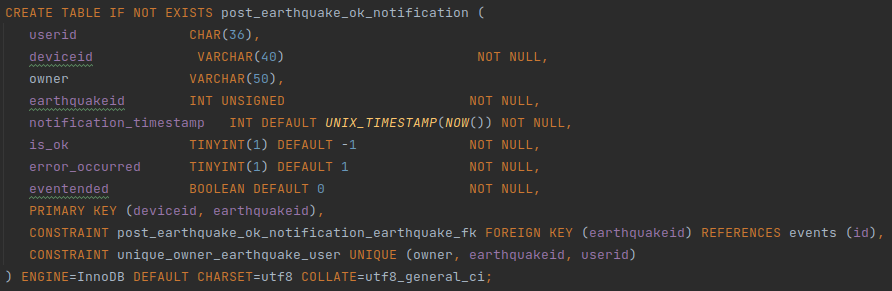 CREATE TABLE IF NOT EXISTS post_earthquake_ok_notification (
userid CHAR(36),
deviceid VARCHAR(40) NOT NULL,
owner VARCHAR(50),
earthquakeid INT UNSIGNED NOT NULL,
notification_timestamp INT DEFAULT UNIX_TIMESTAMP(NOW()) NOT NULL,
is_ok TINYINT(1) DEFAULT -1 NOT NULL,
error_occurred TINYINT(1) DEFAULT 1 NOT NULL,
eventended BOOLEAN DEFAULT 0 NOT NULL,
PRIMARY KEY (deviceid, earthquakeid),
CONSTRAINT post_earthquake_ok_notification_earthquake_fk FOREIGN KEY (earthquakeid) REFERENCES events (id),
CONSTRAINT unique_owner_earthquake_user UNIQUE (owner, earthquakeid, userid)
) ENGINE=InnoDB DEFAULT CHARSET=utf8 COLLATE=utf8_general_ci;